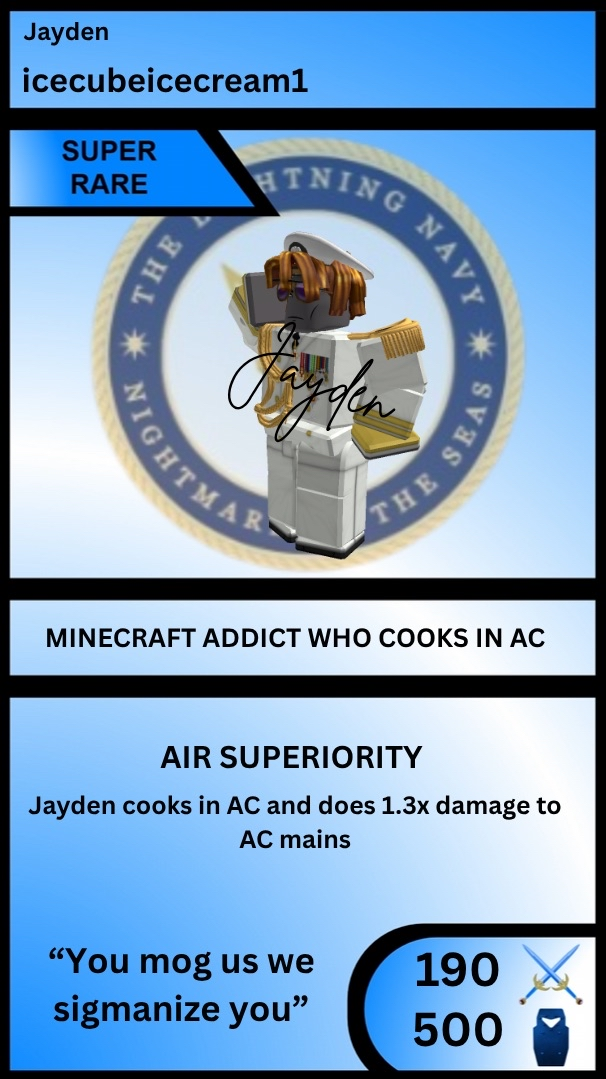 Jayden
icecubeicecream1
SUPER
RARE
THE HTNING NAVY
NIGHTMAR THE SEAS
Jayden
MINECRAFT ADDICT WHO COOKS IN AC
AIR SUPERIORITY
Jayden cooks in AC and does 1.3x damage to
AC mains
“You mog us we
sigmanize you”
190
500